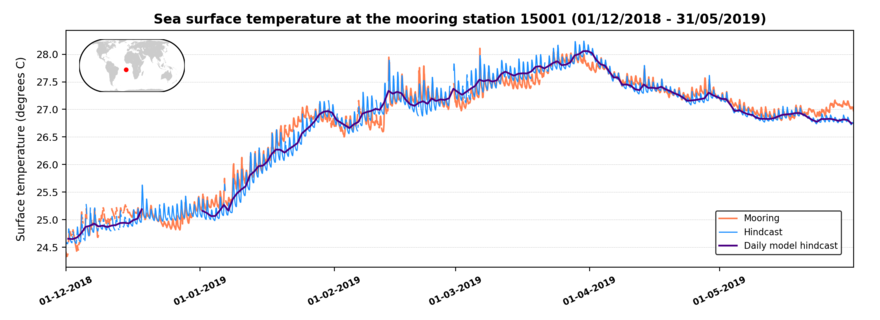 Sea surface temperature at the mooring station 15001 (01/12/2018 - 31/05/2019)
Surface temperature (degrees C)
28.0
27.5
27.0
26.5
26.0
25.5
25.0
24.5
Mooring
Hindcast
Daily model hindcast
01-12-2018
01-01-2019
01-02-2019
01-03-2019
01-04-2019
01-05-2019